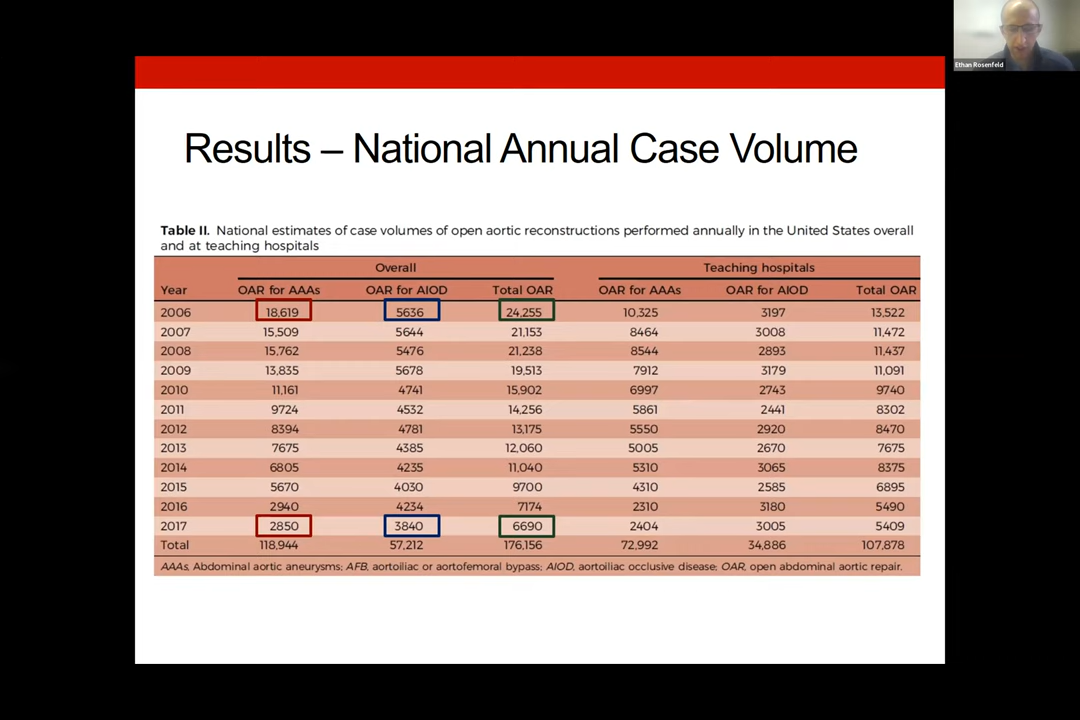 Ethan Rosenfeld
Results – National Annual Case Volume
Table II. National estimates of case volumes of open aortic reconstructions performed annually in the United States overall
and at teaching hospitals
Overall Teaching hospitals
Year OAR for AAAs OAR for AIOD Total OAR OAR for AAAs OAR for AIOD Total OAR
2006 18,619 5636 24,255 10,325 3197 13,522
2007 15,509 5644 21,153 8464 3008 11,472
2008 15,762 5476 21,238 8544 2893 11,437
2009 13,835 5678 19,513 7912 3179 11,091
2010 11,161 4741 15,902 6997 2743 9740
2011 9724 4532 14,256 5861 2441 8302
2012 8394 4781 13,175 5550 2920 8470
2013 7675 4385 12,060 5005 2670 7675
2014 6805 4235 11,040 5310 3065 8375
2015 5670 4030 9700 4310 2585 6895
2016 2940 4234 7174 2310 3180 5490
2017 2850 3840 6690 2404 3005 5409
Total 118,944 57,212 176,156 72,992 34,886 107,878
AAAs, Abdominal aortic aneurysms; AFB, aortoiliac or aortofemoral bypass; AIOD, aortoiliac occlusive disease; OAR, open abdominal aortic repair.